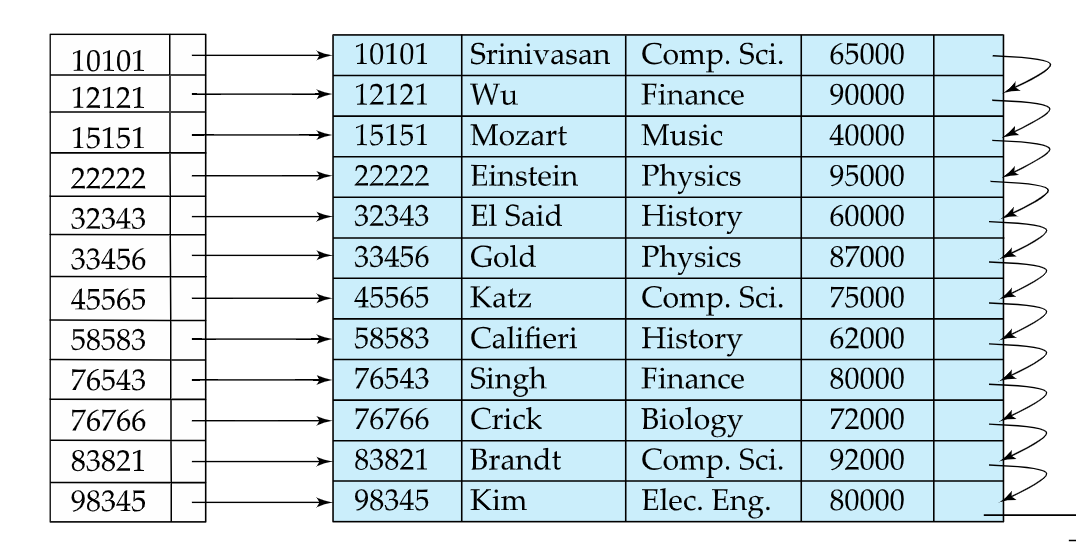 10101 10101 Srinivasan Comp. Sci. 65000
12121 12121 Wu Finance 90000
15151 15151 Mozart Music 40000
22222 22222 Einstein Physics 95000
32343 32343 El Said History 60000
33456 33456 Gold Physics 87000
45565 45565 Katz Comp. Sci. 75000
58583 58583 Califieri History 62000
76543 76543 Singh Finance 80000
76766 76766 Crick Biology 72000
83821 83821 Brandt Comp. Sci. 92000
98345 98345 Kim Elec. Eng. 80000